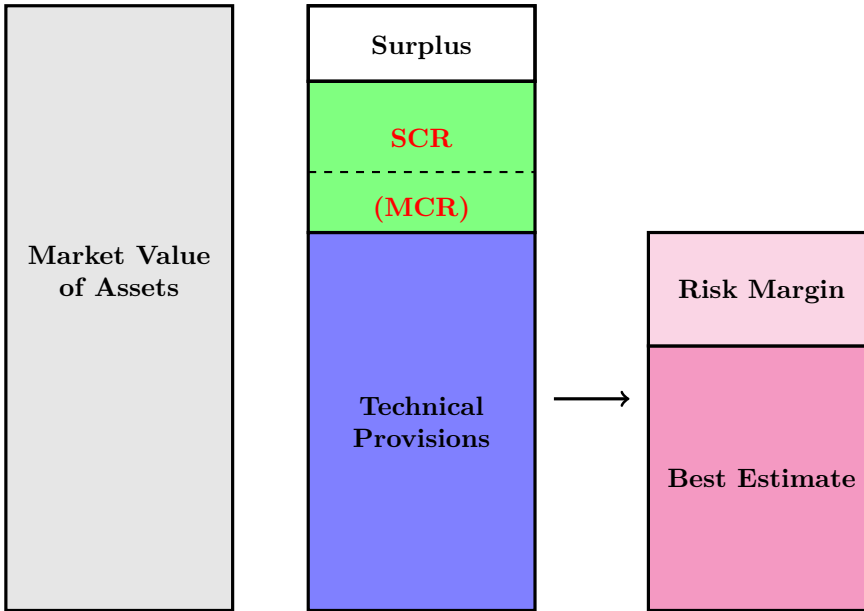 Market Value
of Assets
Surplus
SCR
(MCR)
Technical
Provisions
Risk Margin
Best Estimate